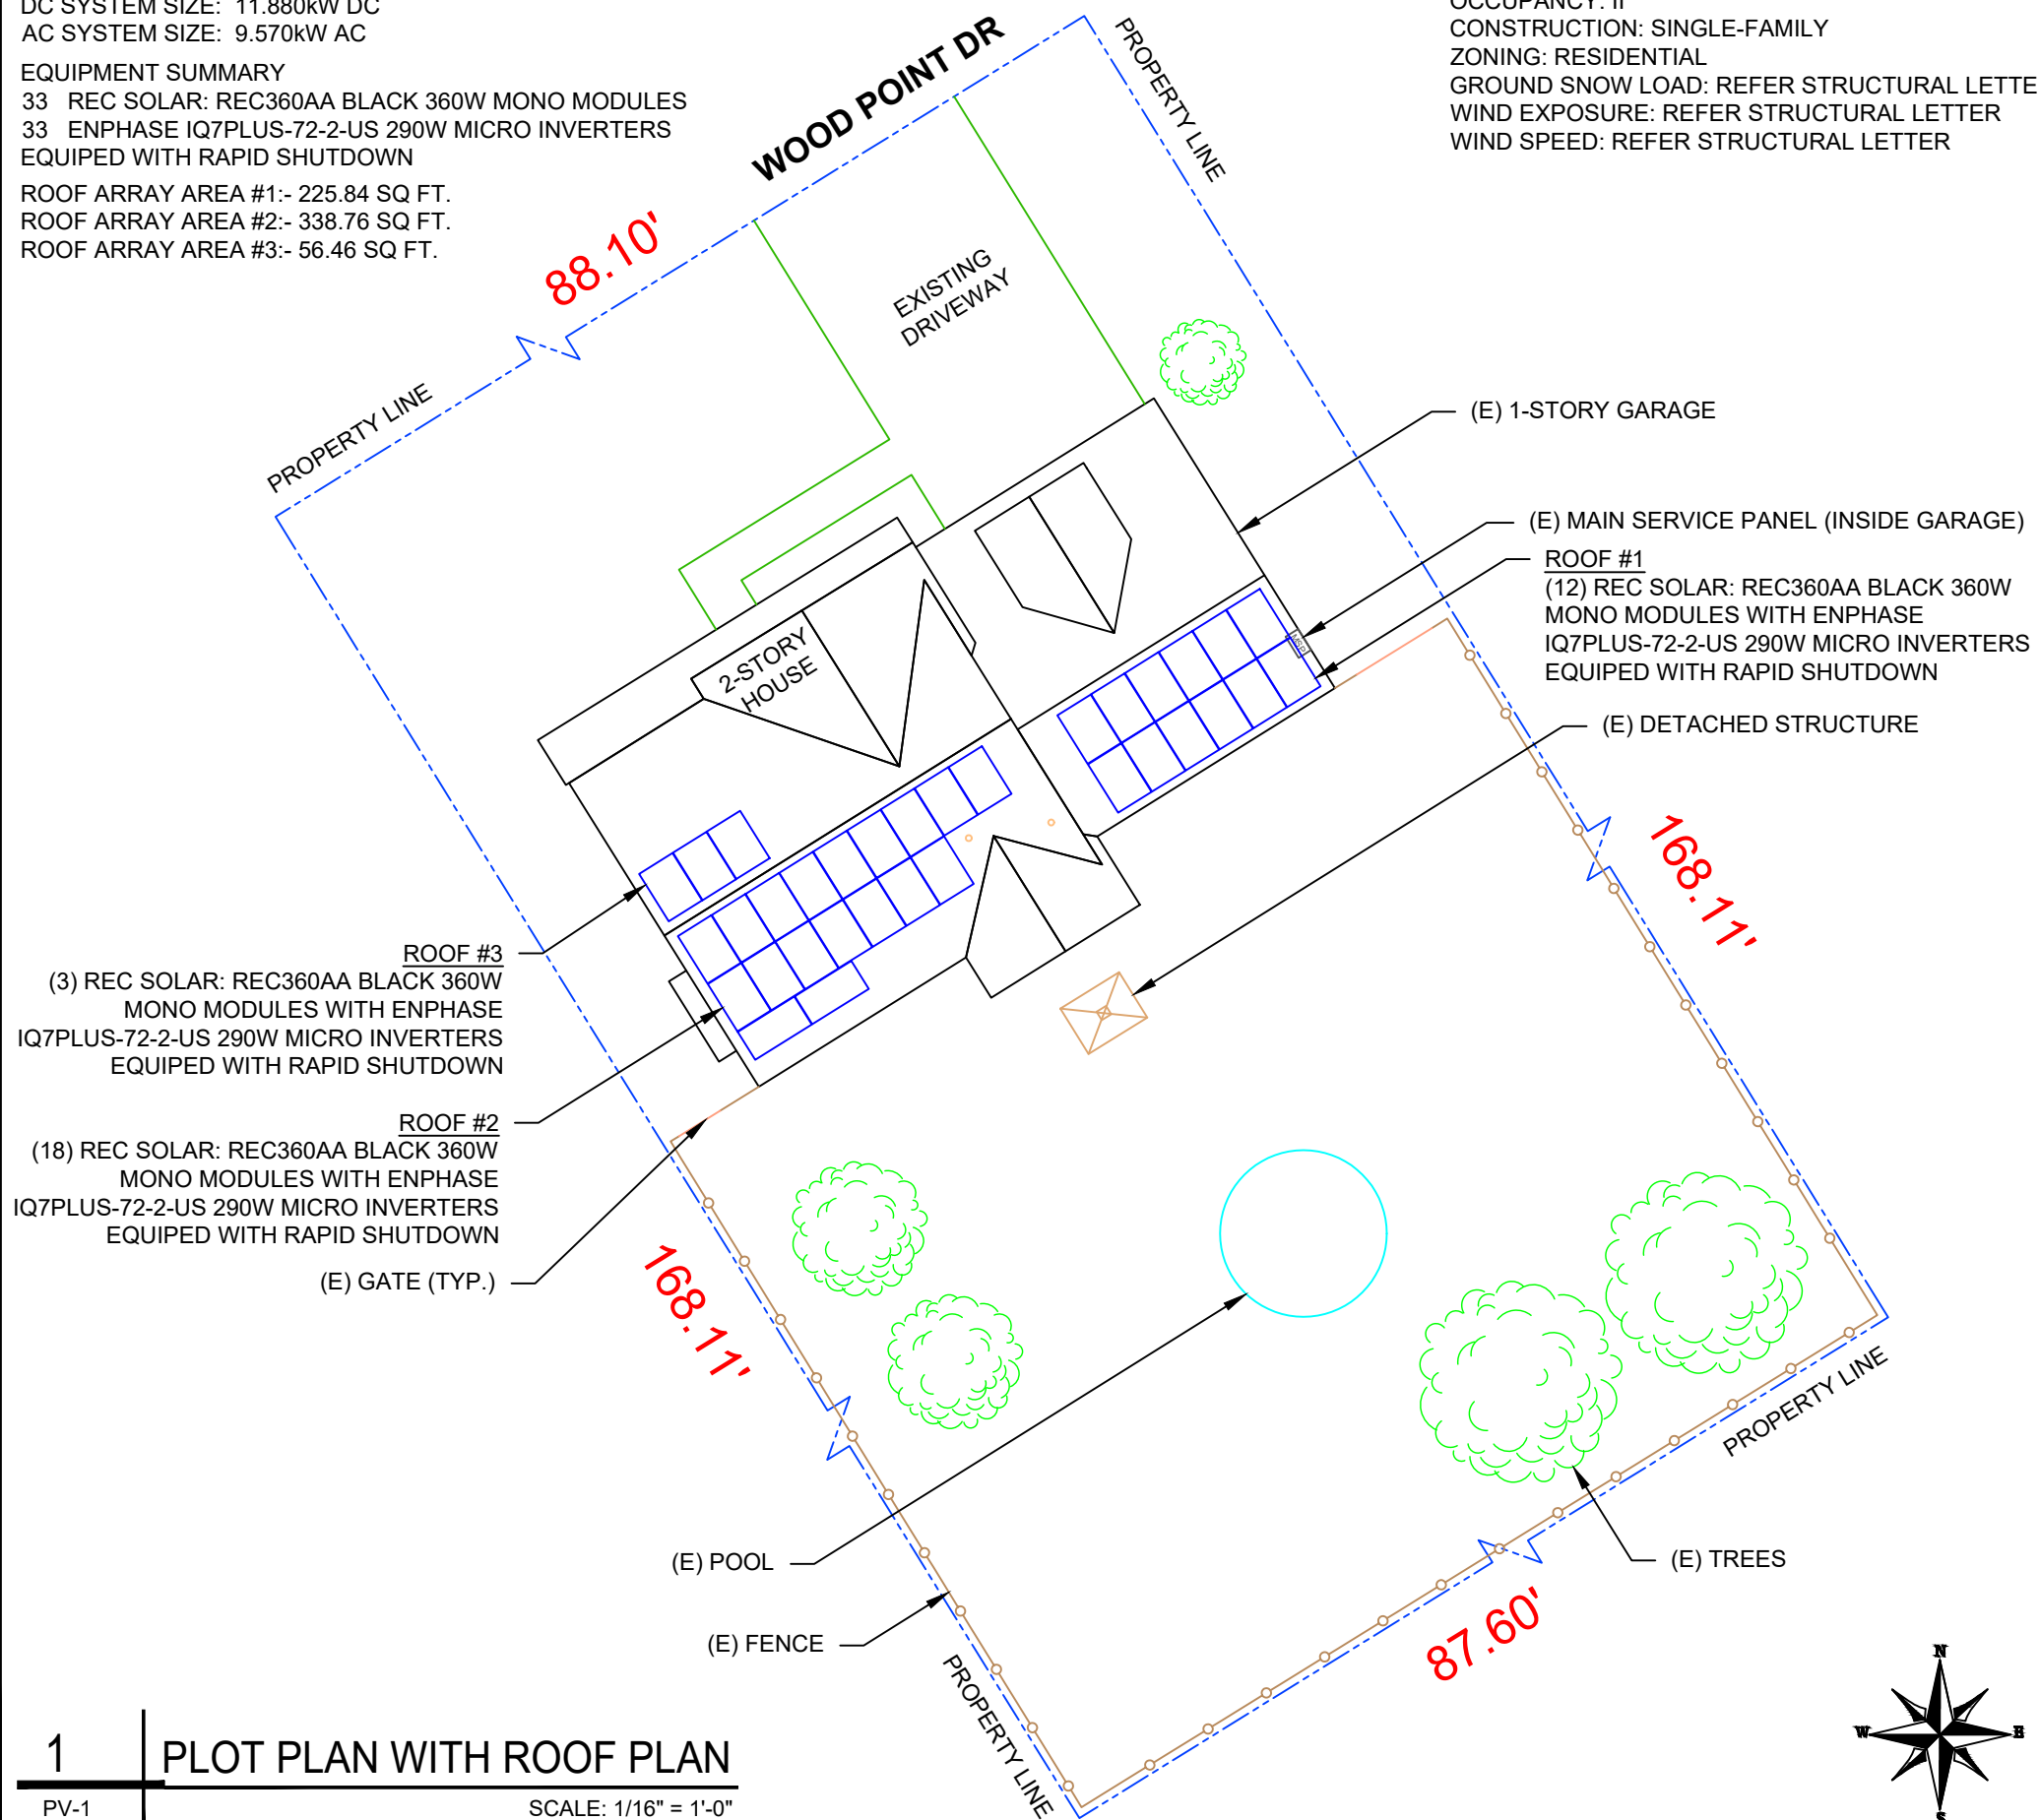 DC SYSTEM SIZE: 11.880kW DC
AC SYSTEM SIZE: 9.570kW AC
EQUIPMENT SUMMARY
33 REC SOLAR: REC360AA BLACK 360W MONO MODULES
33 ENPHASE IQ7PLUS-72-2-US 290W MICRO INVERTERS
EQUIPED WITH RAPID SHUTDOWN
ROOF ARRAY AREA #1:- 225.84 SQ FT.
ROOF ARRAY AREA #2:- 338.76 SQ FT.
ROOF ARRAY AREA #3:- 56.46 SQ FT.
OCCUPANCY: II
CONSTRUCTION: SINGLE-FAMILY
ZONING: RESIDENTIAL
GROUND SNOW LOAD: REFER STRUCTURAL LETTE
WIND EXPOSURE: REFER STRUCTURAL LETTER
WIND SPEED: REFER STRUCTURAL LETTER
WOOD POINT DR
PROPERTY LINE
88.10'
EXISTING
DRIVEWAY
PROPERTY LINE
(E) 1-STORY GARAGE
(E) MAIN SERVICE PANEL (INSIDE GARAGE)
ROOF #1
(12) REC SOLAR: REC360AA BLACK 360W
MONO MODULES WITH ENPHASE
IQ7PLUS-72-2-US 290W MICRO INVERTERS
EQUIPED WITH RAPID SHUTDOWN
MSP
2-STORY
HOUSE
(E) DETACHED STRUCTURE
168.11'
ROOF #3
(3) REC SOLAR: REC360AA BLACK 360W
MONO MODULES WITH ENPHASE
IQ7PLUS-72-2-US 290W MICRO INVERTERS
EQUIPED WITH RAPID SHUTDOWN
ROOF #2
(18) REC SOLAR: REC360AA BLACK 360W
MONO MODULES WITH ENPHASE
IQ7PLUS-72-2-US 290W MICRO INVERTERS
EQUIPED WITH RAPID SHUTDOWN
(E) GATE (TYP.)
168.11'
PROPERTY LINE
(E) POOL
(E) TREES
(E) FENCE
87.60'
PROPERTY LINE
N
W
E
S
1
PLOT PLAN WITH ROOF PLAN
PV-1
SCALE: 1/16" = 1'-0"